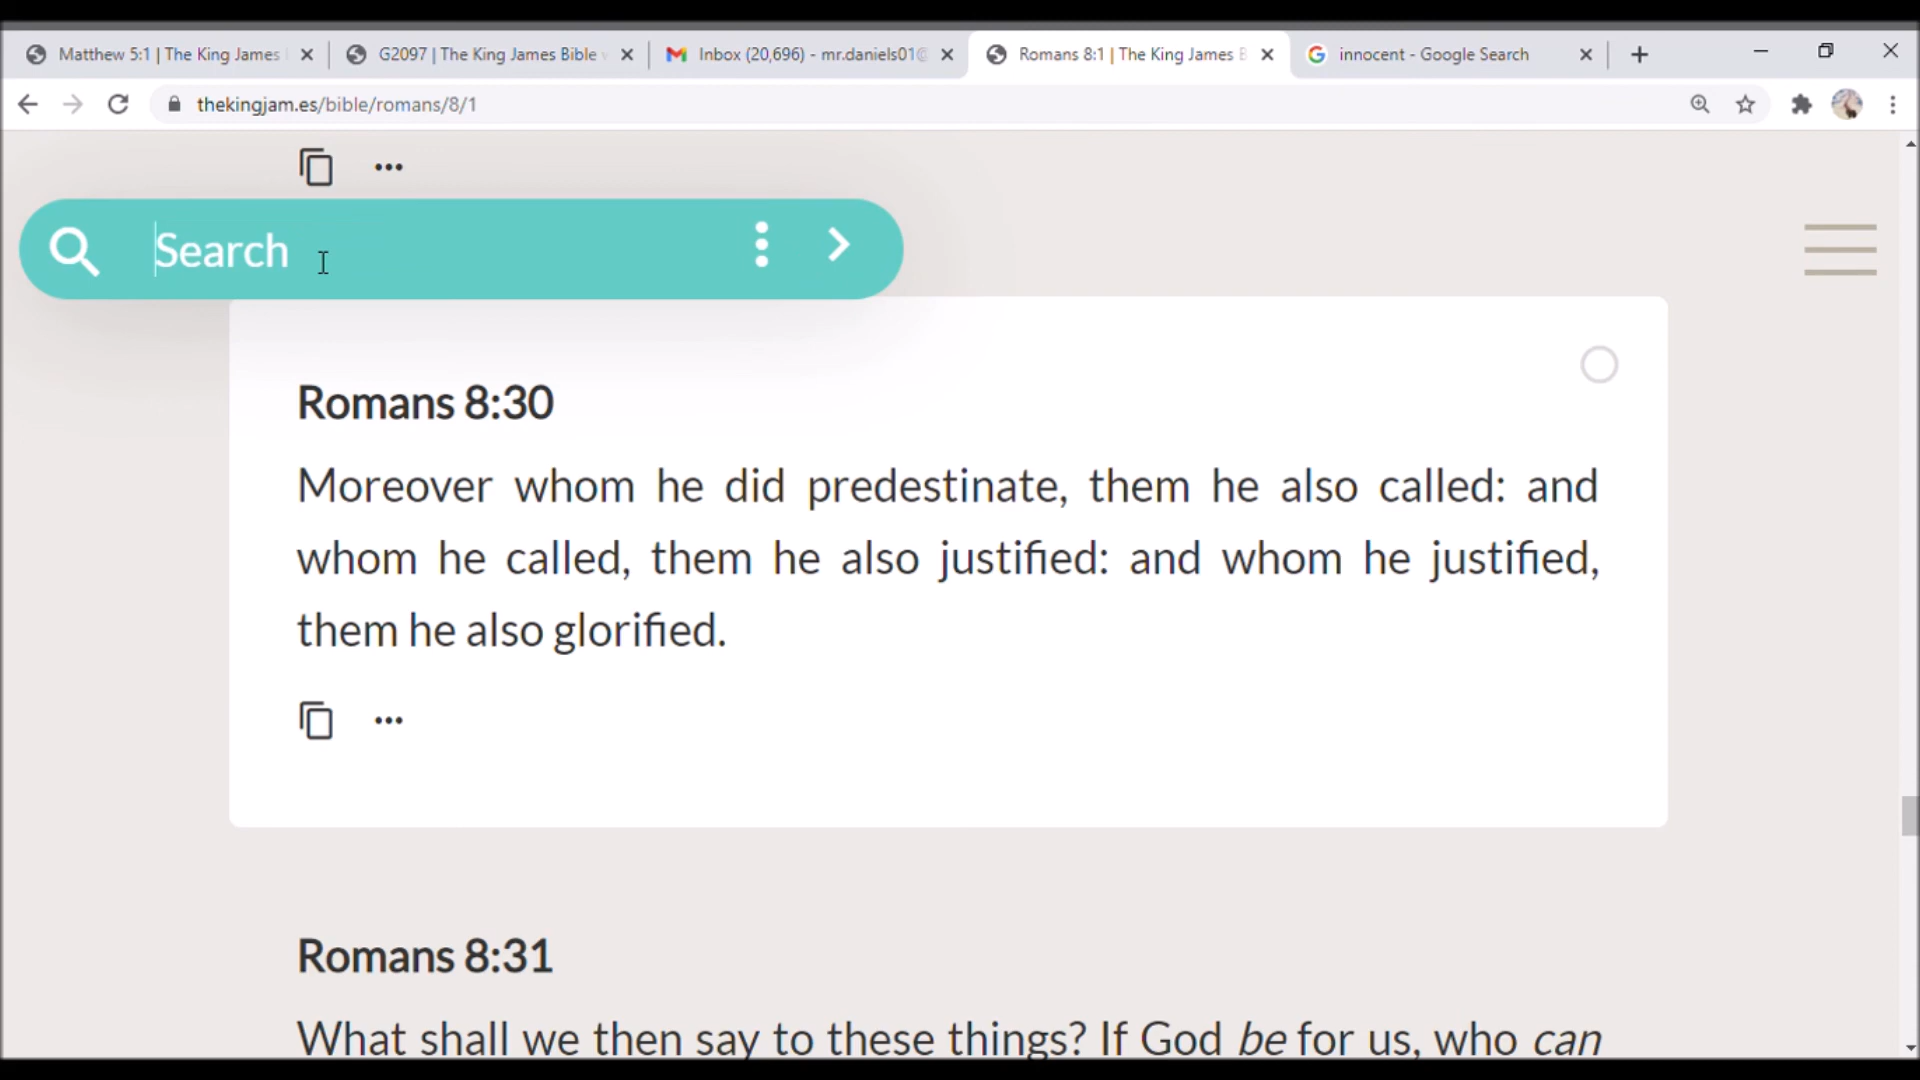 Matthew 5:1 | The King James
G2097 | The King James Bible
Inbox (20,696) - mr.daniels01@
Romans 8:1 | The King James B
innocent - Google Search
thekingjam.es/bible/romans/8/1
Search
Romans 8:30
Moreover whom he did predestinate, them he also called: and
whom he called, them he also justified: and whom he justified,
them he also glorified.
Romans 8:31
What shall we then say to these things? If God be for us, who can